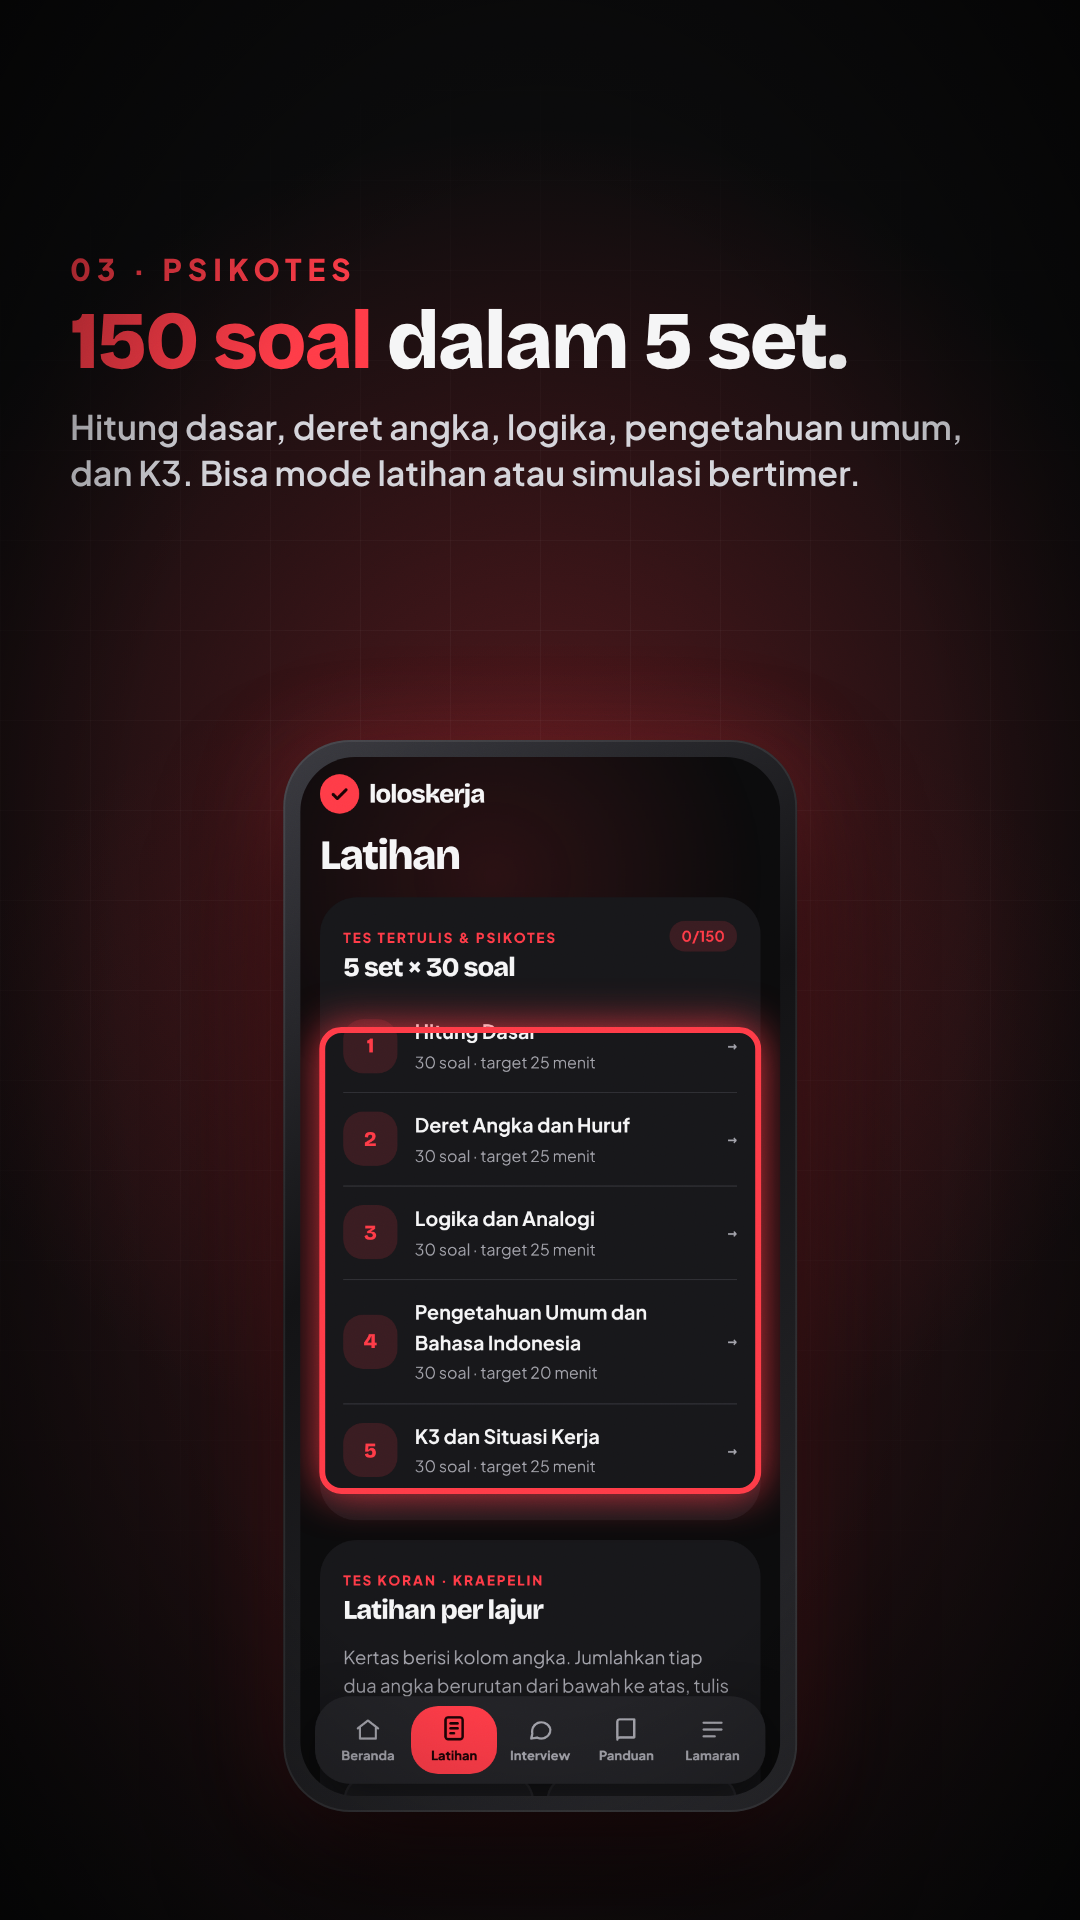 03 · PSIKOTES
150 soal dalam 5 set.
Hitung dasar, deret angka, logika, pengetahuan umum,
dan K3. Bisa mode latihan atau simulasi bertimer.
loloskerja
Latihan
TES TERTULIS & PSIKOTES
0/150
5 set × 30 soal
1
Hitung Dasar
→
30 soal · target 25 menit
2
Deret Angka dan Huruf
→
30 soal · target 25 menit
3
Logika dan Analogi
→
30 soal · target 25 menit
4
Pengetahuan Umum dan
Bahasa Indonesia
→
30 soal · target 20 menit
5
K3 dan Situasi Kerja
→
30 soal · target 25 menit
TES KORAN · KRAEPELIN
Latihan per lajur
Kertas berisi kolom angka. Jumlahkan tiap
dua angka berurutan dari bawah ke atas, tulis
Beranda
Latihan
Interview
Panduan
Lamaran